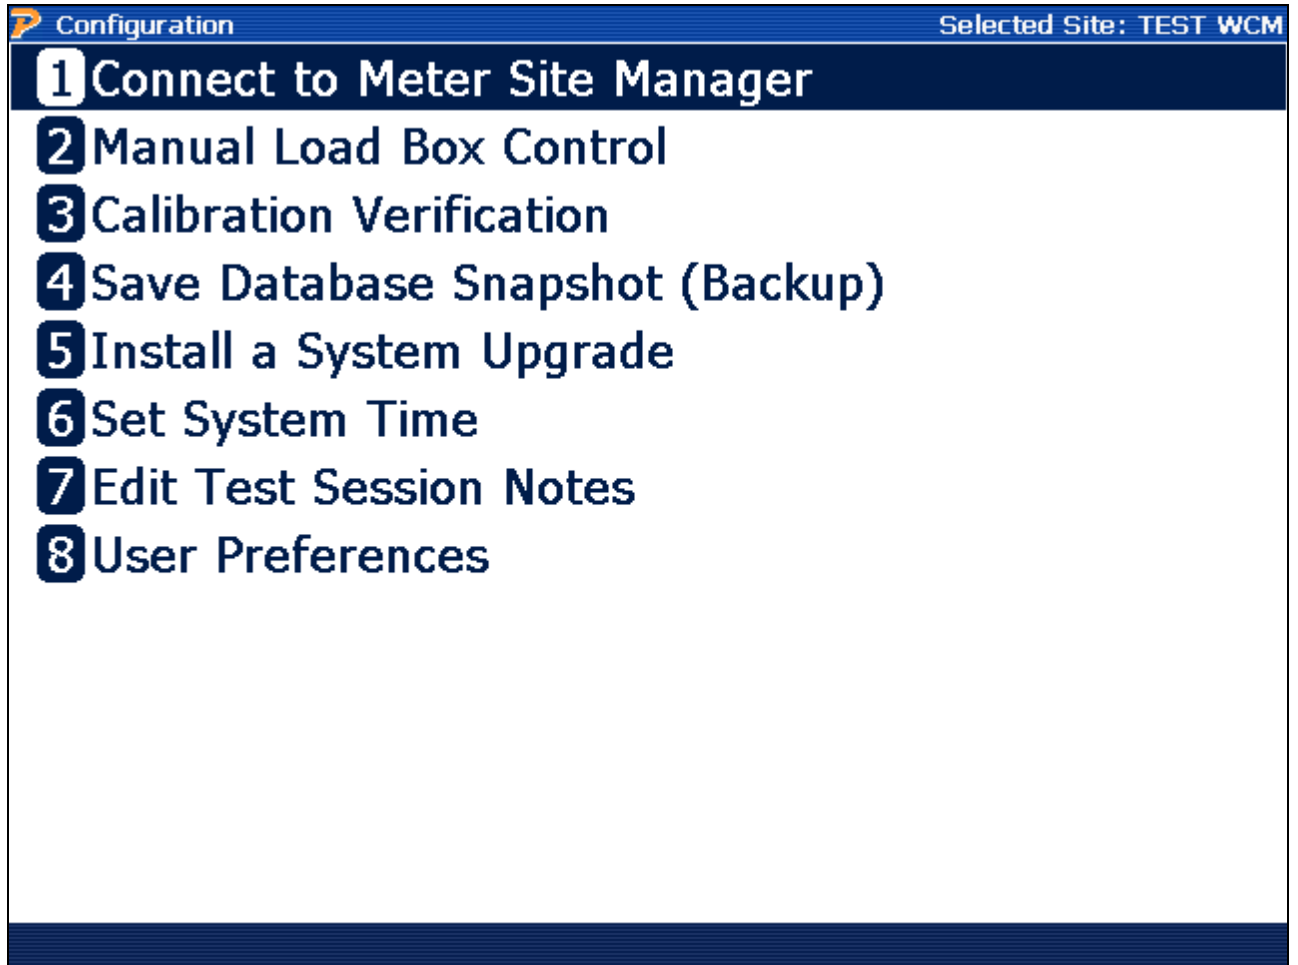 Configuration Selected Site: TEST WCM
1 Connect to Meter Site Manager
2 Manual Load Box Control
3 Calibration Verification
4 Save Database Snapshot (Backup)
5 Install a System Upgrade
6 Set System Time
7 Edit Test Session Notes
8 User Preferences